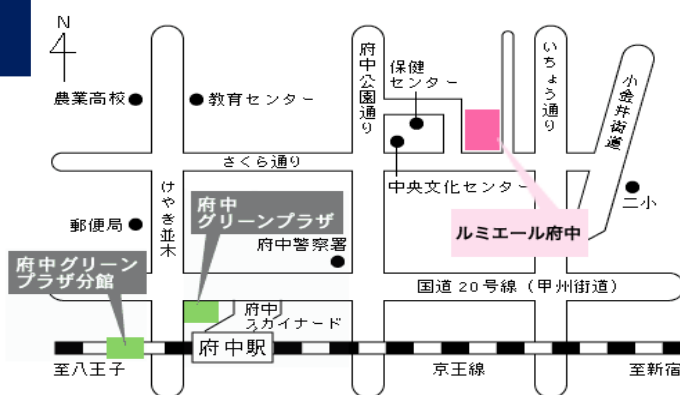 N
農業高校
教育センター
府中公園通り
保健
センター
いちょう通り
小金井街道
さくら通り
中央文化センター
二小
けやき並木
郵便局
府中
グリーンプラザ
ルミエール府中
府中警察署
府中グリーン
プラザ分館
国道20号線（甲州街道）
府中
スカイナード
府中駅
至八王子
京王線
至新宿